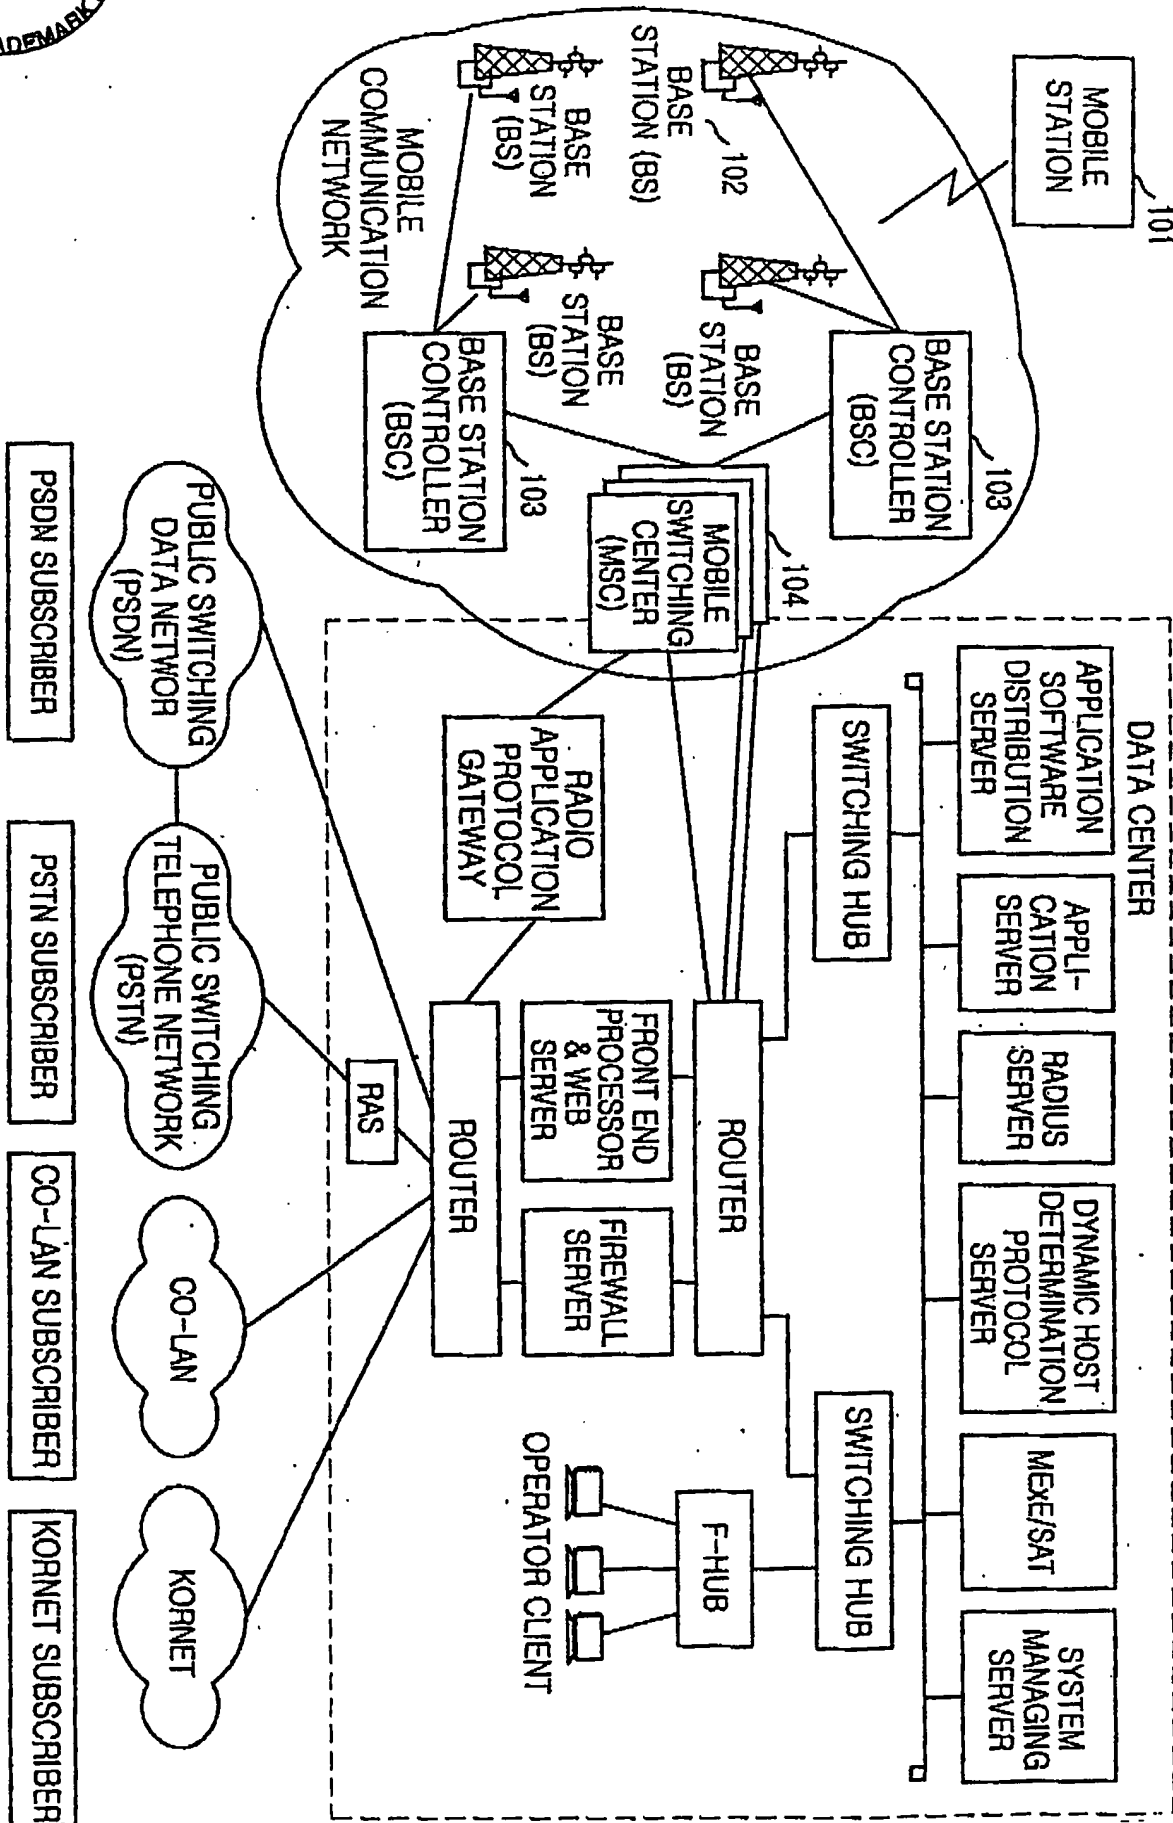 DEMARK
MOBILE
STATION
101
BASE
STATION (BS)
102
BASE
STATION
(BS)
BASE
STATION
(BS)
BASE
STATION
(BS)
MOBILE
COMMUNICATION
NETWORK
BASE STATION
CONTROLLER
(BSC)
103
BASE STATION
CONTROLLER
(BSC)
103
MOBILE
SWITCHING
CENTER
(MSC)
104
DATA CENTER
APPLICATION
SOFTWARE
DISTRIBUTION
SERVER
APPLI-
CATION
SERVER
RADIUS
SERVER
DYNAMIC HOST
DETERMINATION
PROTOCOL
SERVER
MExE/SAT
SYSTEM
MANAGING
SERVER
SWITCHING HUB
SWITCHING HUB
F-HUB
OPERATOR CLIENT
ROUTER
FRONT END
PROCESSOR
& WEB
SERVER
FIREWALL
SERVER
ROUTER
RADIO
APPLICATION
PROTOCOL
GATEWAY
RAS
PUBLIC SWITCHING
DATA NETWOR
(PSDN)
PUBLIC SWITCHING
TELEPHONE NETWORK
(PSTN)
CO-LAN
KORNET
PSDN SUBSCRIBER
PSTN SUBSCRIBER
CO-LAN SUBSCRIBER
KORNET SUBSCRIBER